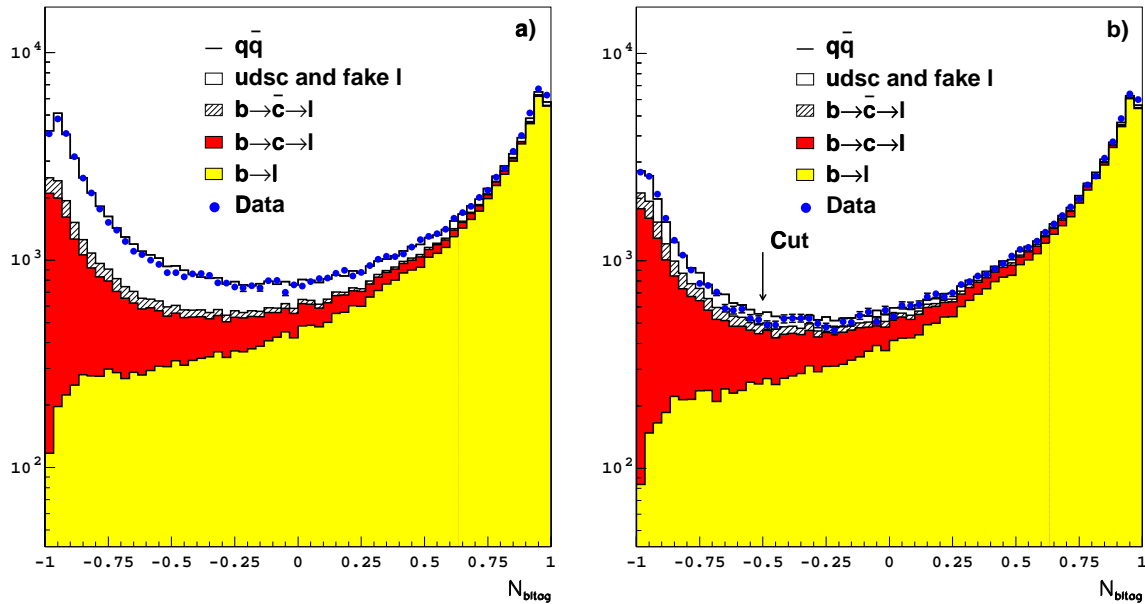 a)
10⁴
10³
10²
qq̄
udsc and fake l
b→c̄→l
b→c→l
b→l
Data
-1 -0.75 -0.5 -0.25 0 0.25 0.5 0.75 1
N_bltag
b)
10⁴
10³
10²
qq̄
udsc and fake l
b→c̄→l
b→c→l
b→l
Data
Cut
-1 -0.75 -0.5 -0.25 0 0.25 0.5 0.75 1
N_bltag